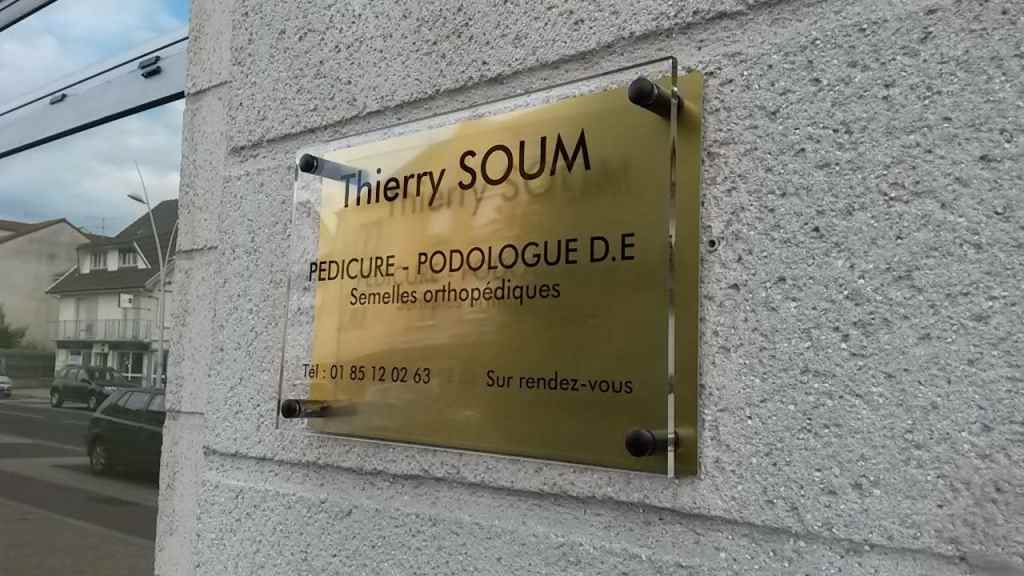 Thierry SOUM
PEDICURE - PODOLOGUE D.E
Semelles orthopédiques
Tél : 01 85 12 02 63 Sur rendez-vous